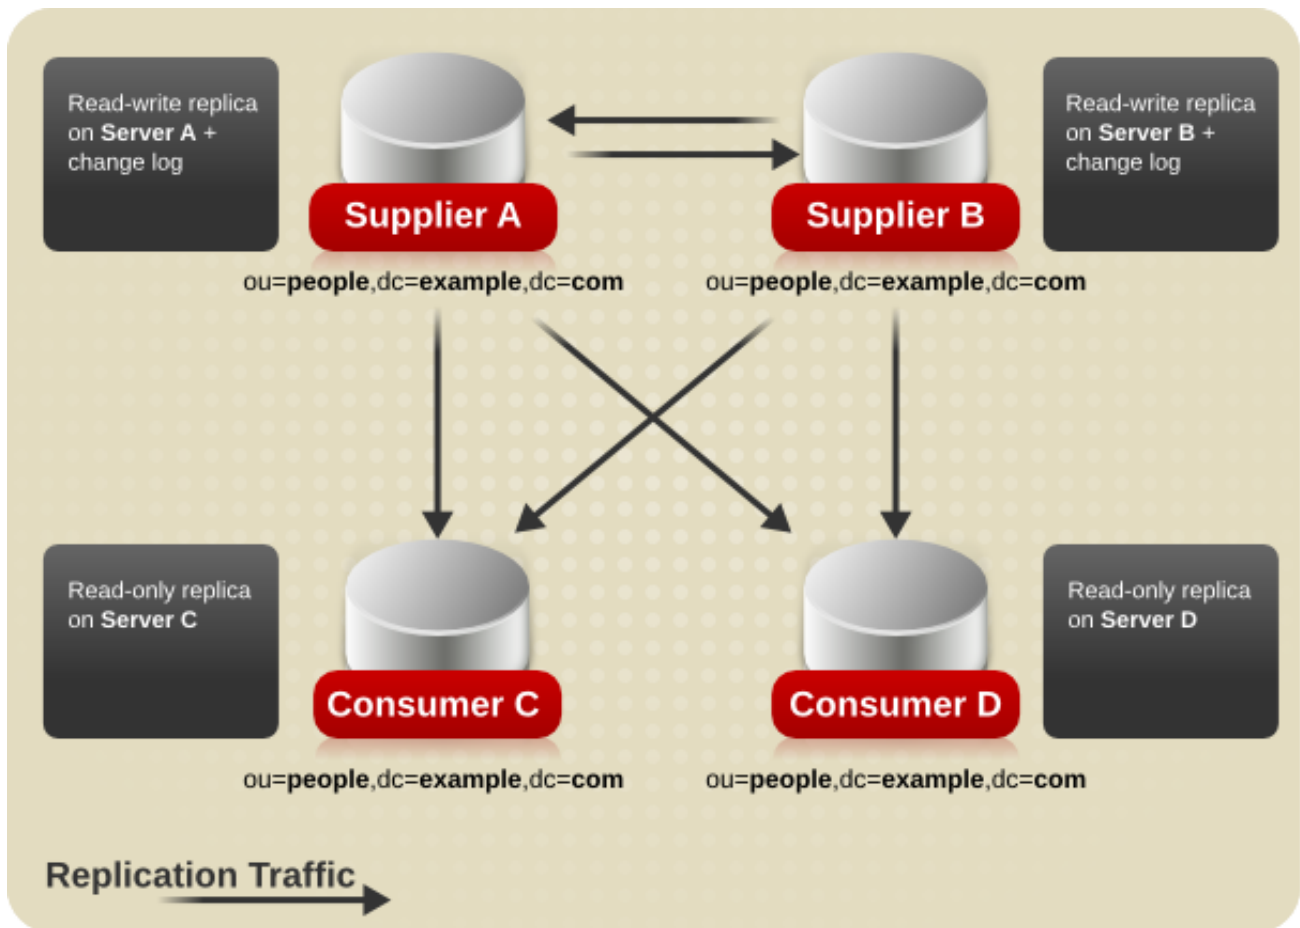 Read-write replica
on Server A +
change log
Supplier A
ou=people,dc=example,dc=com
Read-write replica
on Server B +
change log
Supplier B
ou=people,dc=example,dc=com
Read-only replica
on Server C
Consumer C
ou=people,dc=example,dc=com
Read-only replica
on Server D
Consumer D
ou=people,dc=example,dc=com
Replication Traffic